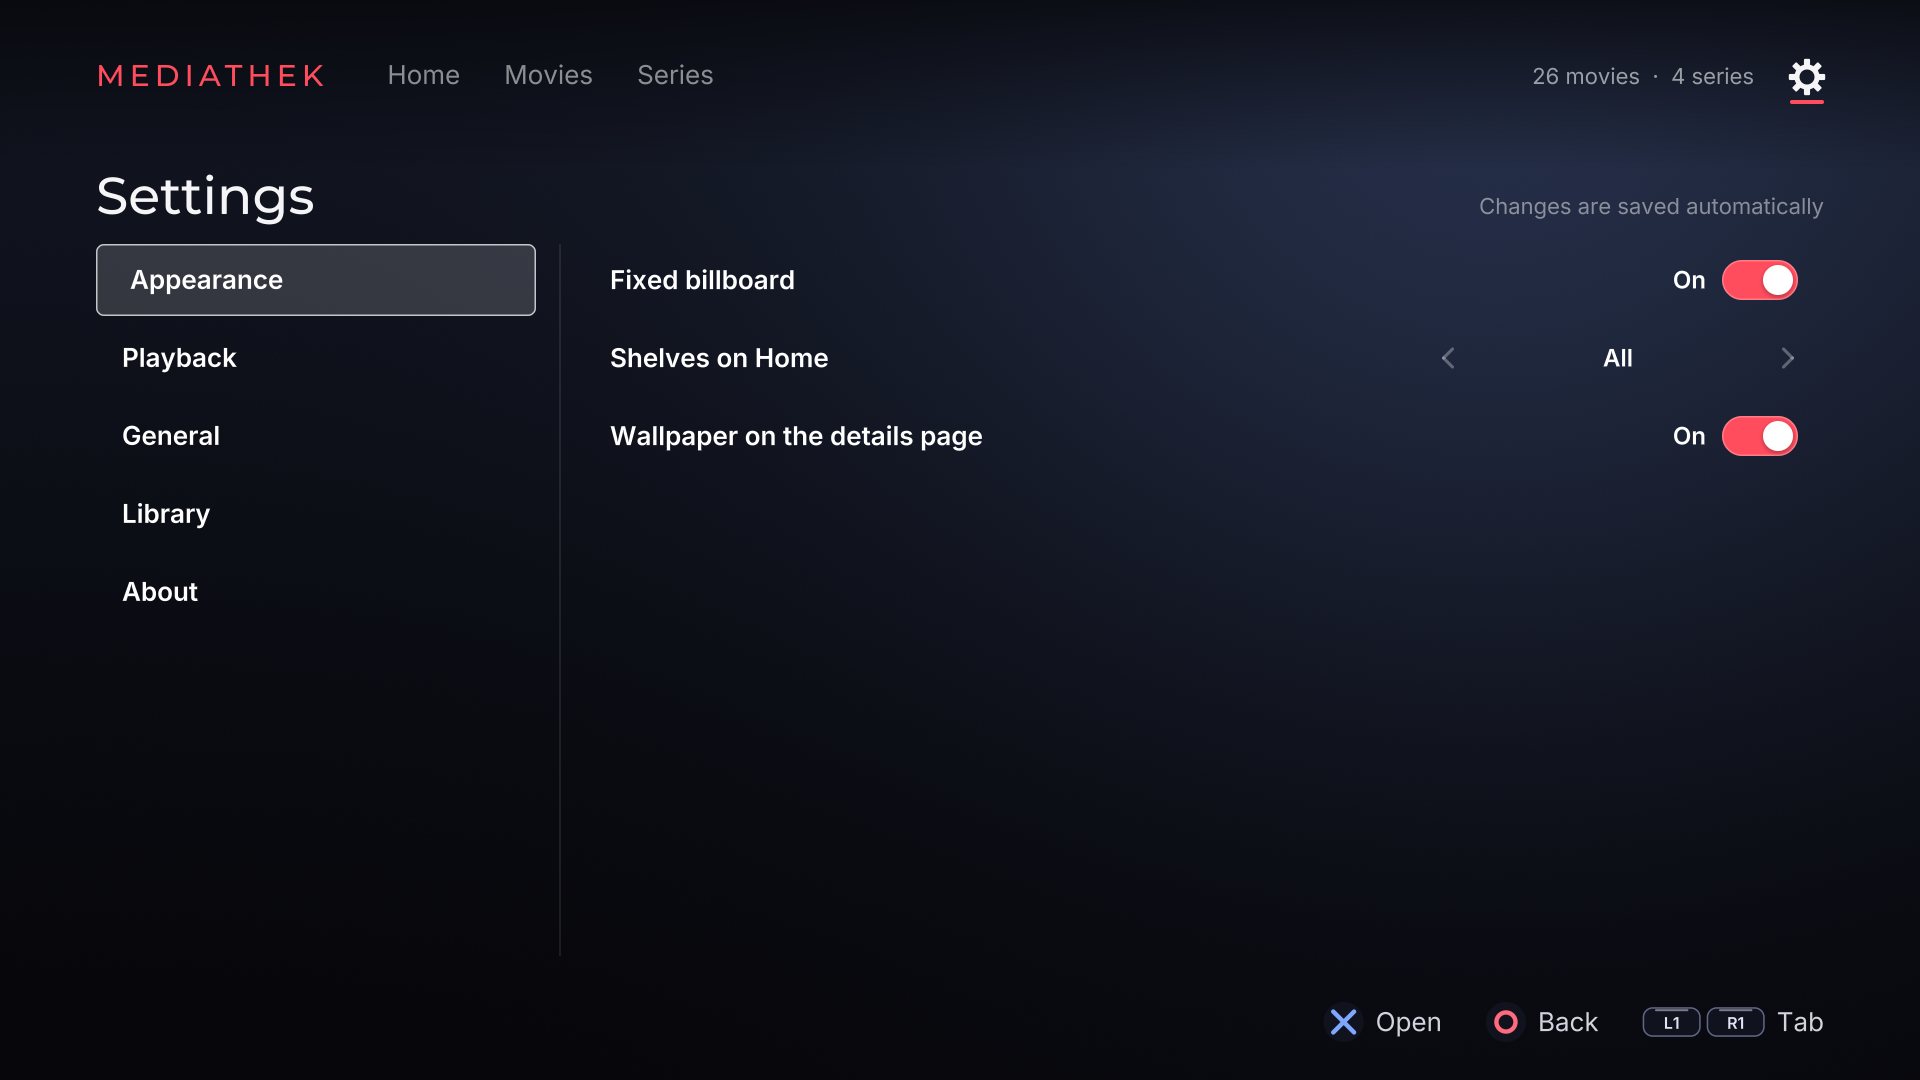 MEDIATHEK Home Movies Series 26 movies · 4 series
Settings
Changes are saved automatically
Appearance
Fixed billboard On
Playback
Shelves on Home All
General
Wallpaper on the details page On
Library
About
Open Back L1 R1 Tab